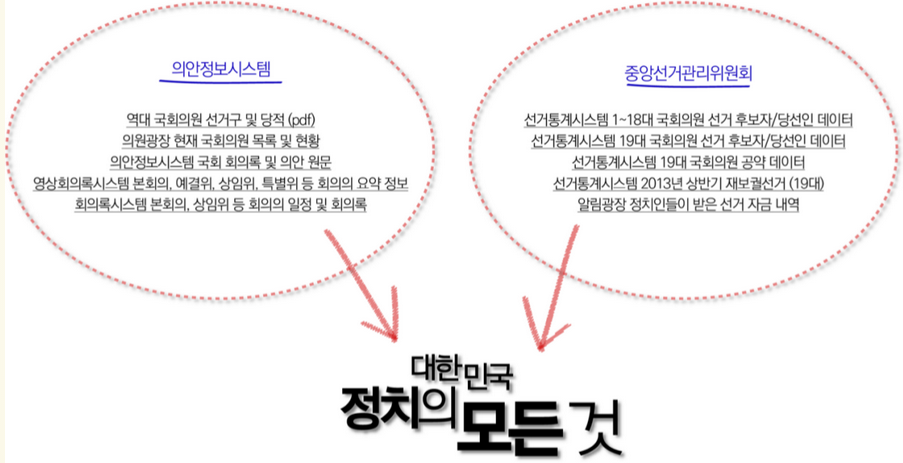 의안정보시스템
역대 국회의원 선거구 및 당적 (pdf)
의원광장 현재 국회의원 목록 및 현황
의안정보시스템 국회 회의록 및 의안 원문
영상회의록시스템 본회의, 예결위, 상임위, 특별위 등 회의의 요약 정보
회의록시스템 본회의, 상임위 등 회의의 일정 및 회의록
중앙선거관리위원회
선거통계시스템 1~18대 국회의원 선거 후보자/당선인 데이터
선거통계시스템 19대 국회의원 선거 후보자/당선인 데이터
선거통계시스템 19대 국회의원 공약 데이터
선거통계시스템 2013년 상반기 재보궐선거 (19대)
알림광장 정치인들이 받은 선거 자금 내역
대한민국
정치의 모든 것